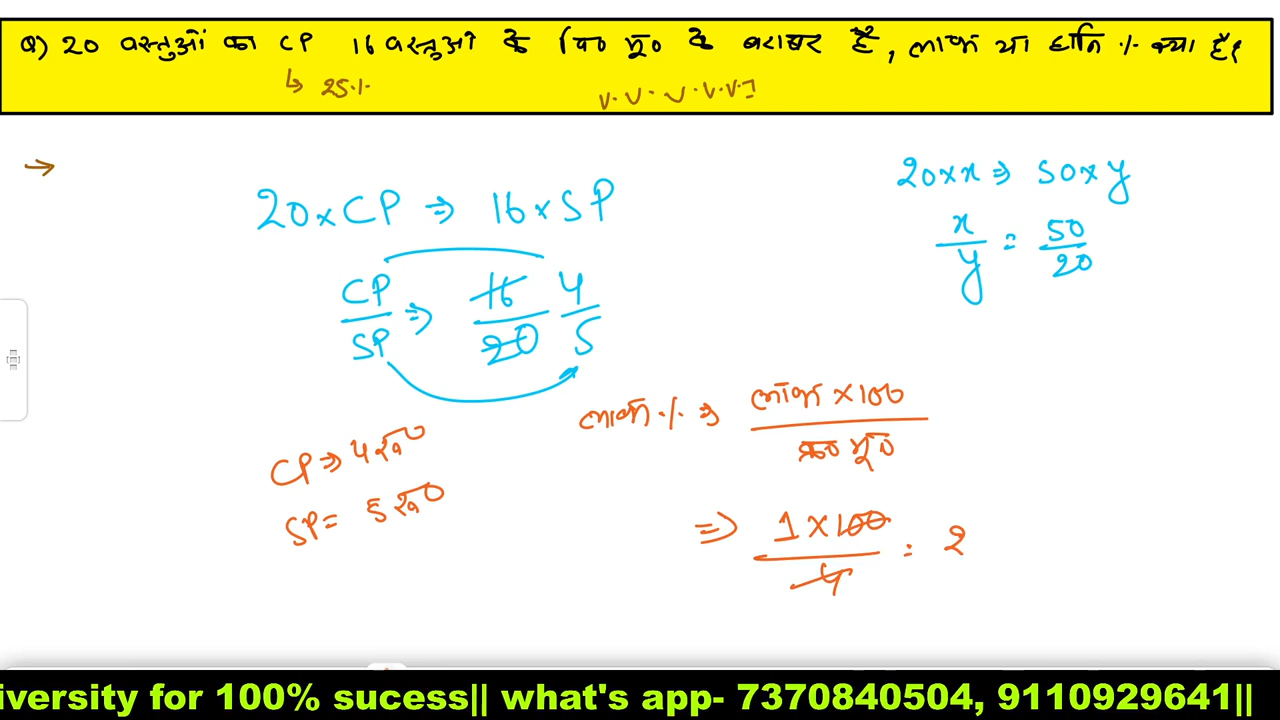 Q) 20 वस्तुओं का CP 16 वस्तुओं के वि० मू० के बराबर हैं, लाभ या हानि % क्या है?
↳ 25%
V.V.V.V.V.I
→
20×CP ⇒ 16×SP
CP/SP ⇒ 16/20 4/5
20×x ⇒ 50×y
x/y = 50/20
लाभ % ⇒ लाभ ×100 / क्र० मू०
CP ⇒ 4 रु०
SP = 5 रु०
⇒ 1×100/4 = 2
iversity for 100% sucess|| what's app- 7370840504, 9110929641||